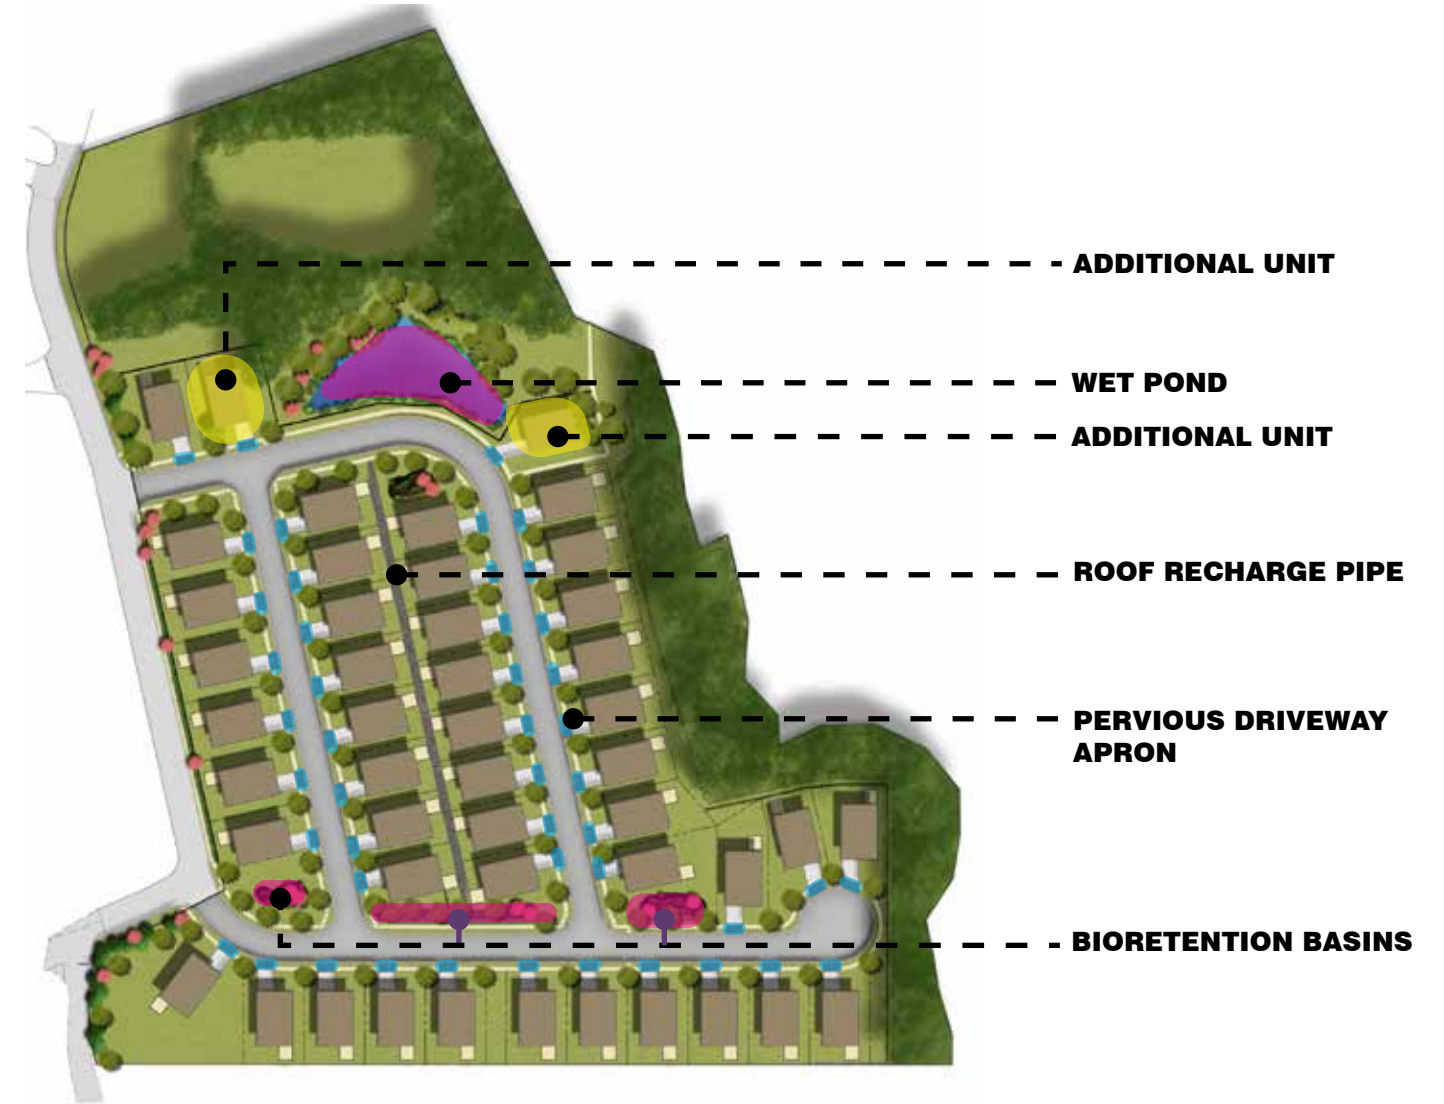 ADDITIONAL UNIT
WET POND
ADDITIONAL UNIT
ROOF RECHARGE PIPE
PERVIOUS DRIVEWAY
APRON
BIORETENTION BASINS